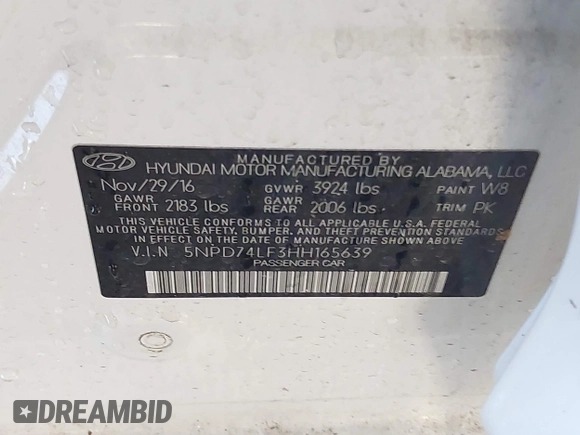 MANUFACTURED BY
HYUNDAI MOTOR MANUFACTURING ALABAMA, LLC
Nov/29/16 GVWR 3924 lbs PAINT W8
GAWR FRONT 2183 lbs GAWR REAR 2006 lbs TRIM PK
THIS VEHICLE CONFORMS TO ALL APPLICABLE U.S. FEDERAL
MOTOR VEHICLE SAFETY, BUMPER, AND THEFT PREVENTION STANDARDS
IN EFFECT ON THE DATE OF MANUFACTURE SHOWN ABOVE.
V.I.N 5NPD74LF3HH165639
PASSENGER CAR
DREAMBID